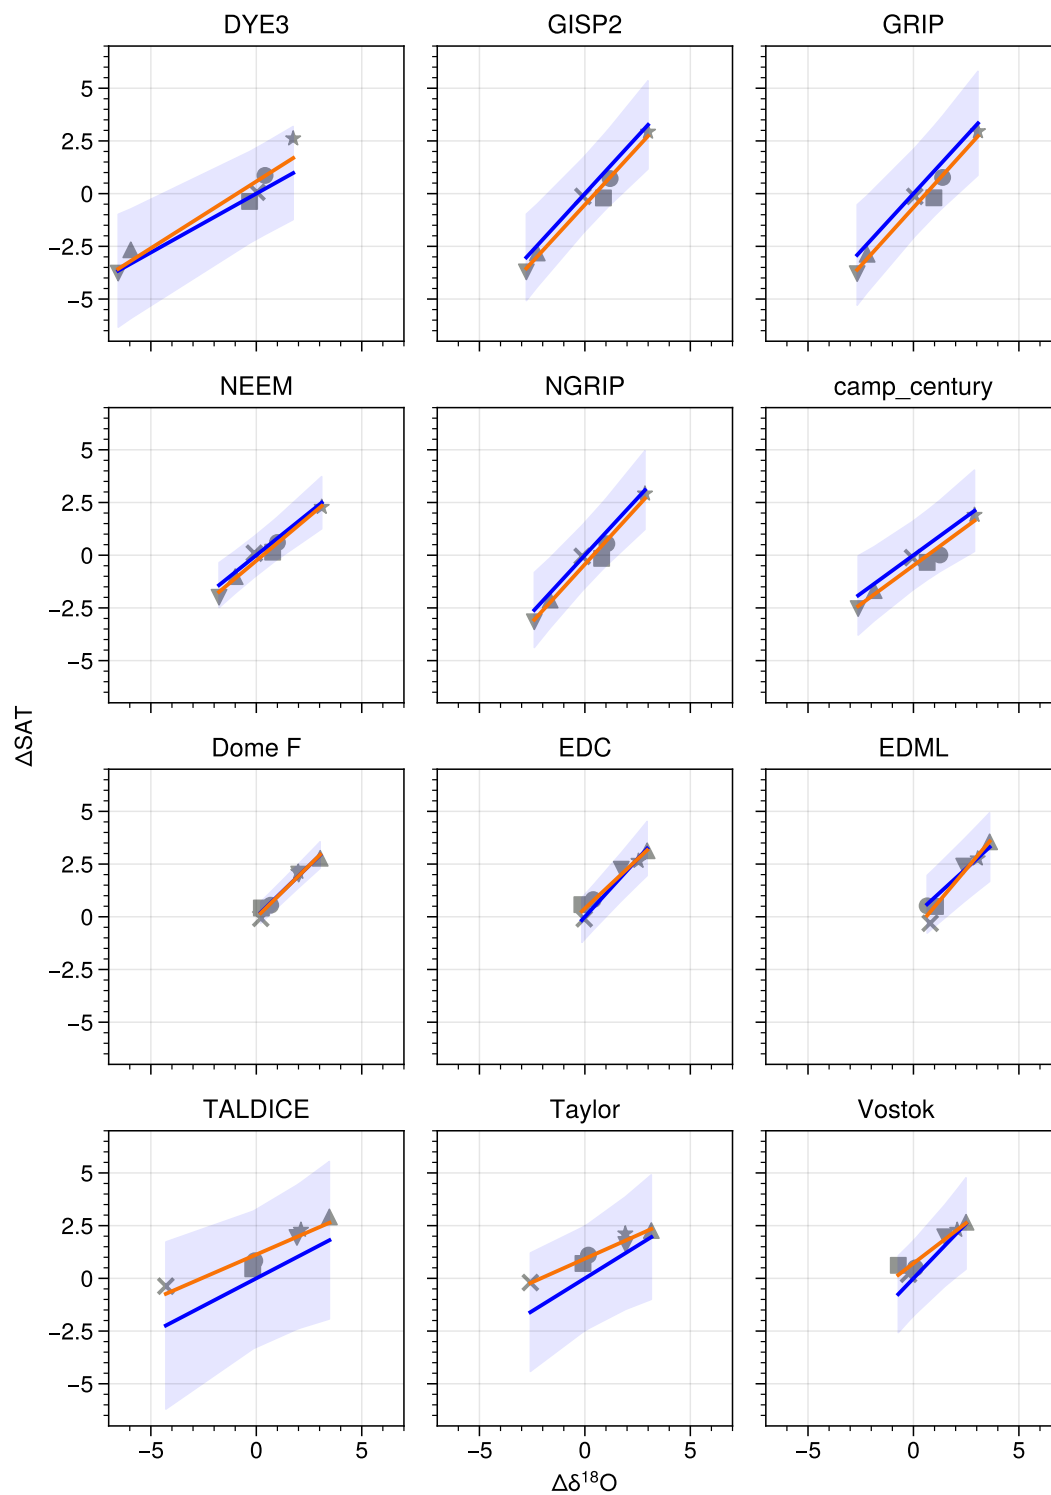 DYE3 GISP2 GRIP
5
2.5
0
−2.5
−5
NEEM NGRIP camp_century
5
2.5
0
−2.5
−5
ΔSAT
Dome F EDC EDML
5
2.5
0
−2.5
−5
TALDICE Taylor Vostok
5
2.5
0
−2.5
−5
−5 0 5 −5 0 5 −5 0 5
Δδ¹⁸O